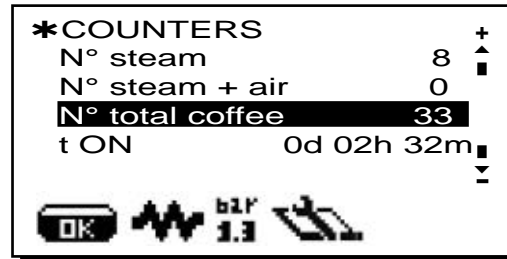 *COUNTERS +
N° steam 8
N° steam + air 0
N° total coffee 33
t ON 0d 02h 32m
-
OK bar
1.3